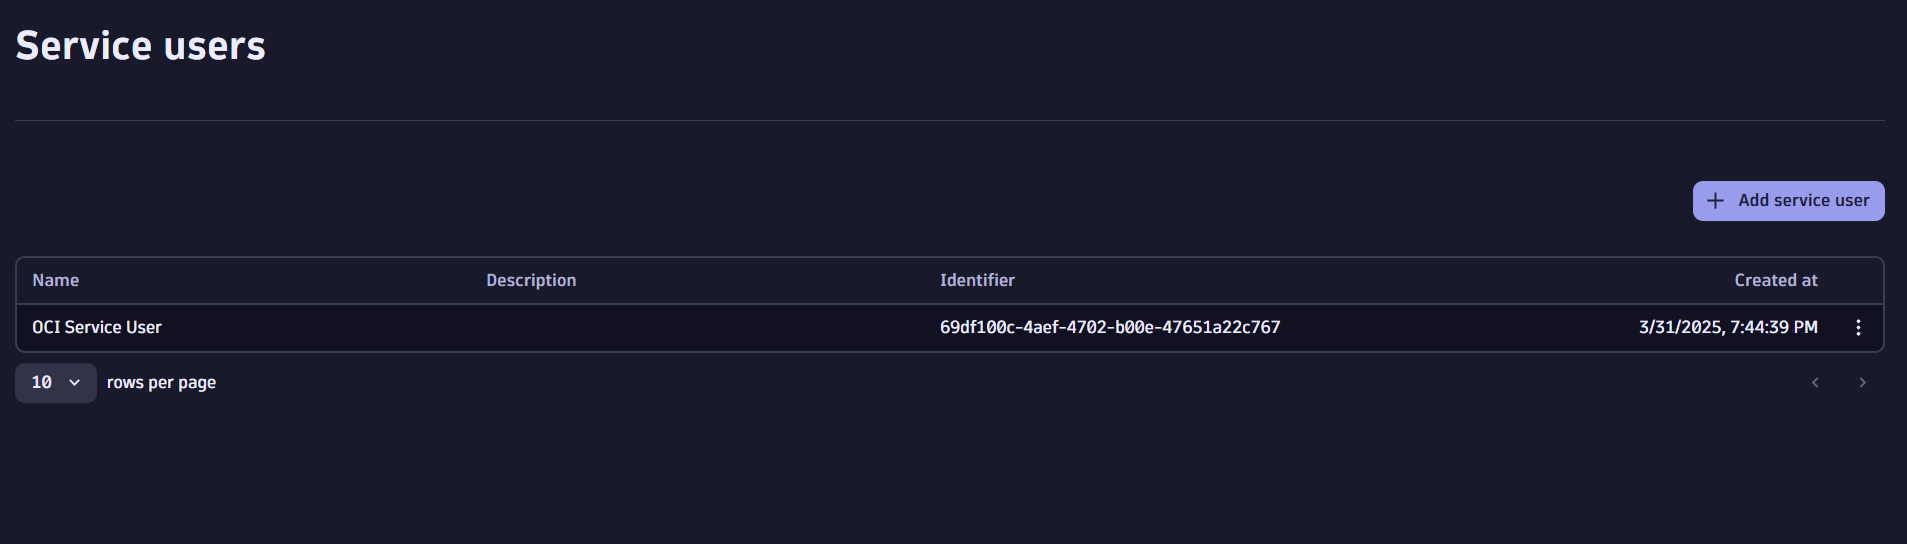 Service users
Add service user
Name Description Identifier Created at
OCI Service User 69df100c-4aef-4702-b00e-47651a22c767 3/31/2025, 7:44:39 PM
10 rows per page